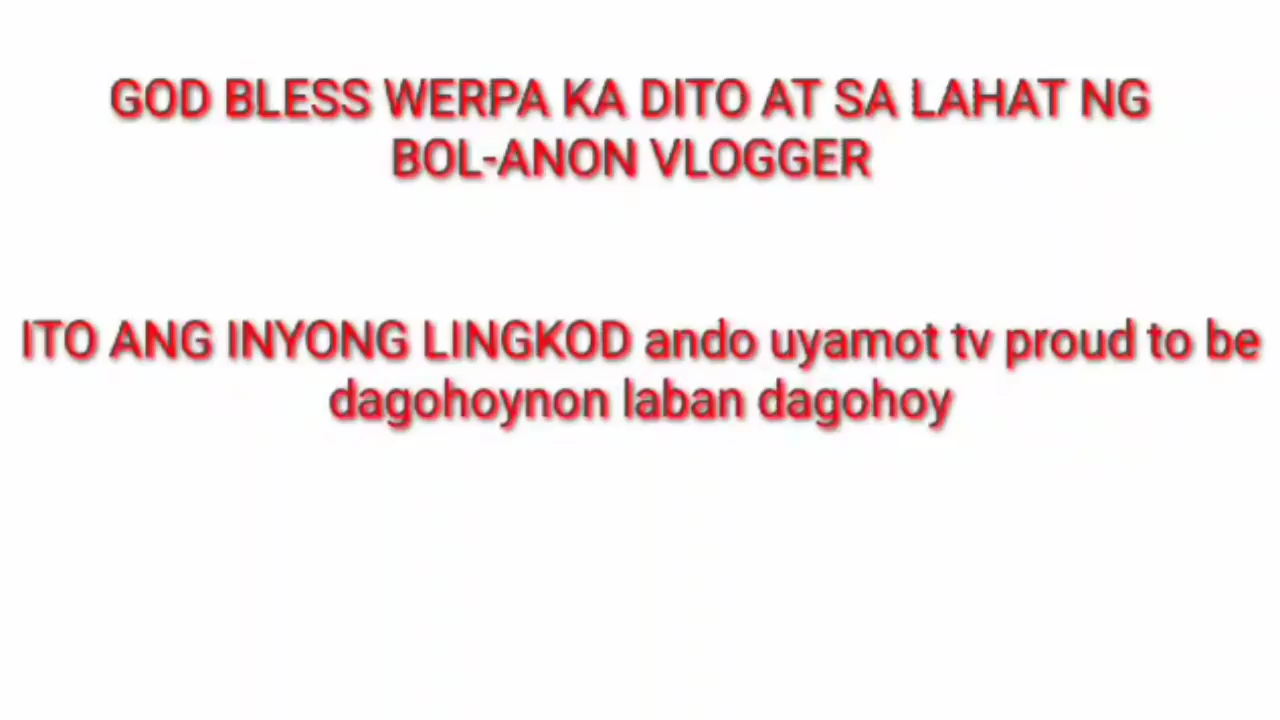 GOD BLESS WERPA KA DITO AT SA LAHAT NG
BOL-ANON VLOGGER
ITO ANG INYONG LINGKOD ando uyamot tv proud to be
dagohoynon laban dagohoy